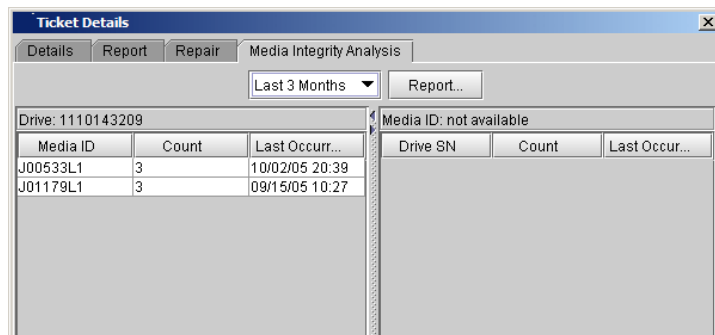 Ticket Details
Details Report Repair Media Integrity Analysis
Last 3 Months Report...
Drive: 1110143209
Media ID Count Last Occurr...
J00533L1 3 10/02/05 20:39
J01179L1 3 09/15/05 10:27
Media ID: not available
Drive SN Count Last Occur...